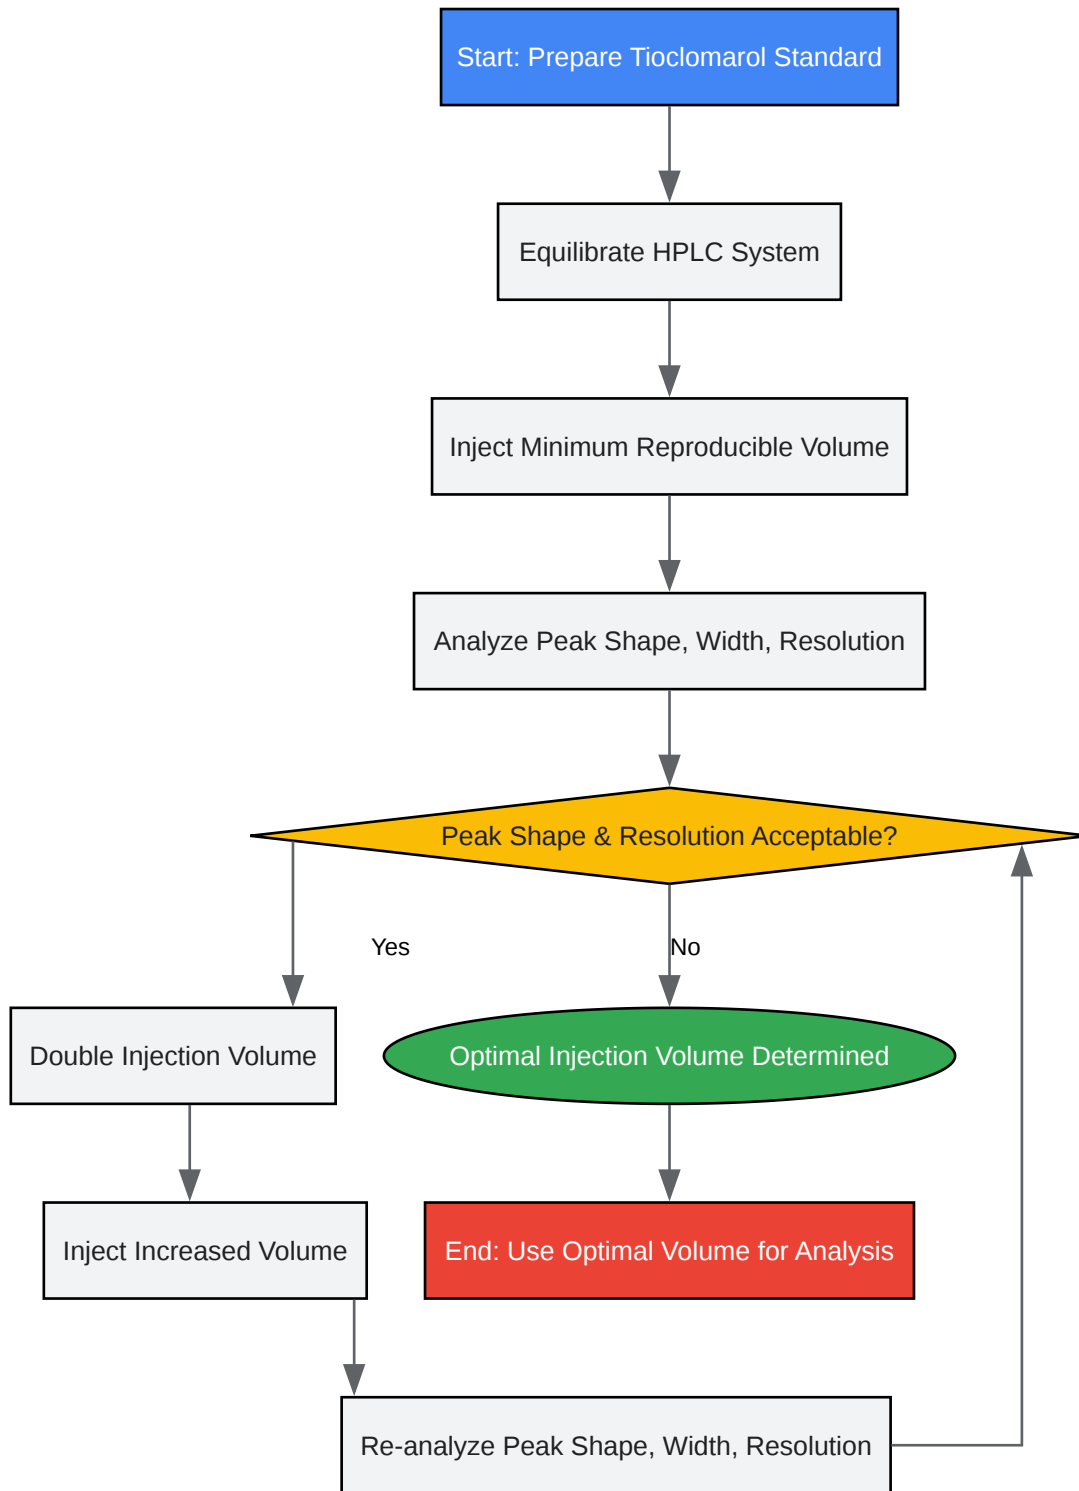 Start: Prepare Tioclomarol Standard
Equilibrate HPLC System
Inject Minimum Reproducible Volume
Analyze Peak Shape, Width, Resolution
Peak Shape & Resolution Acceptable?
Yes
No
Double Injection Volume
Optimal Injection Volume Determined
Inject Increased Volume
End: Use Optimal Volume for Analysis
Re-analyze Peak Shape, Width, Resolution